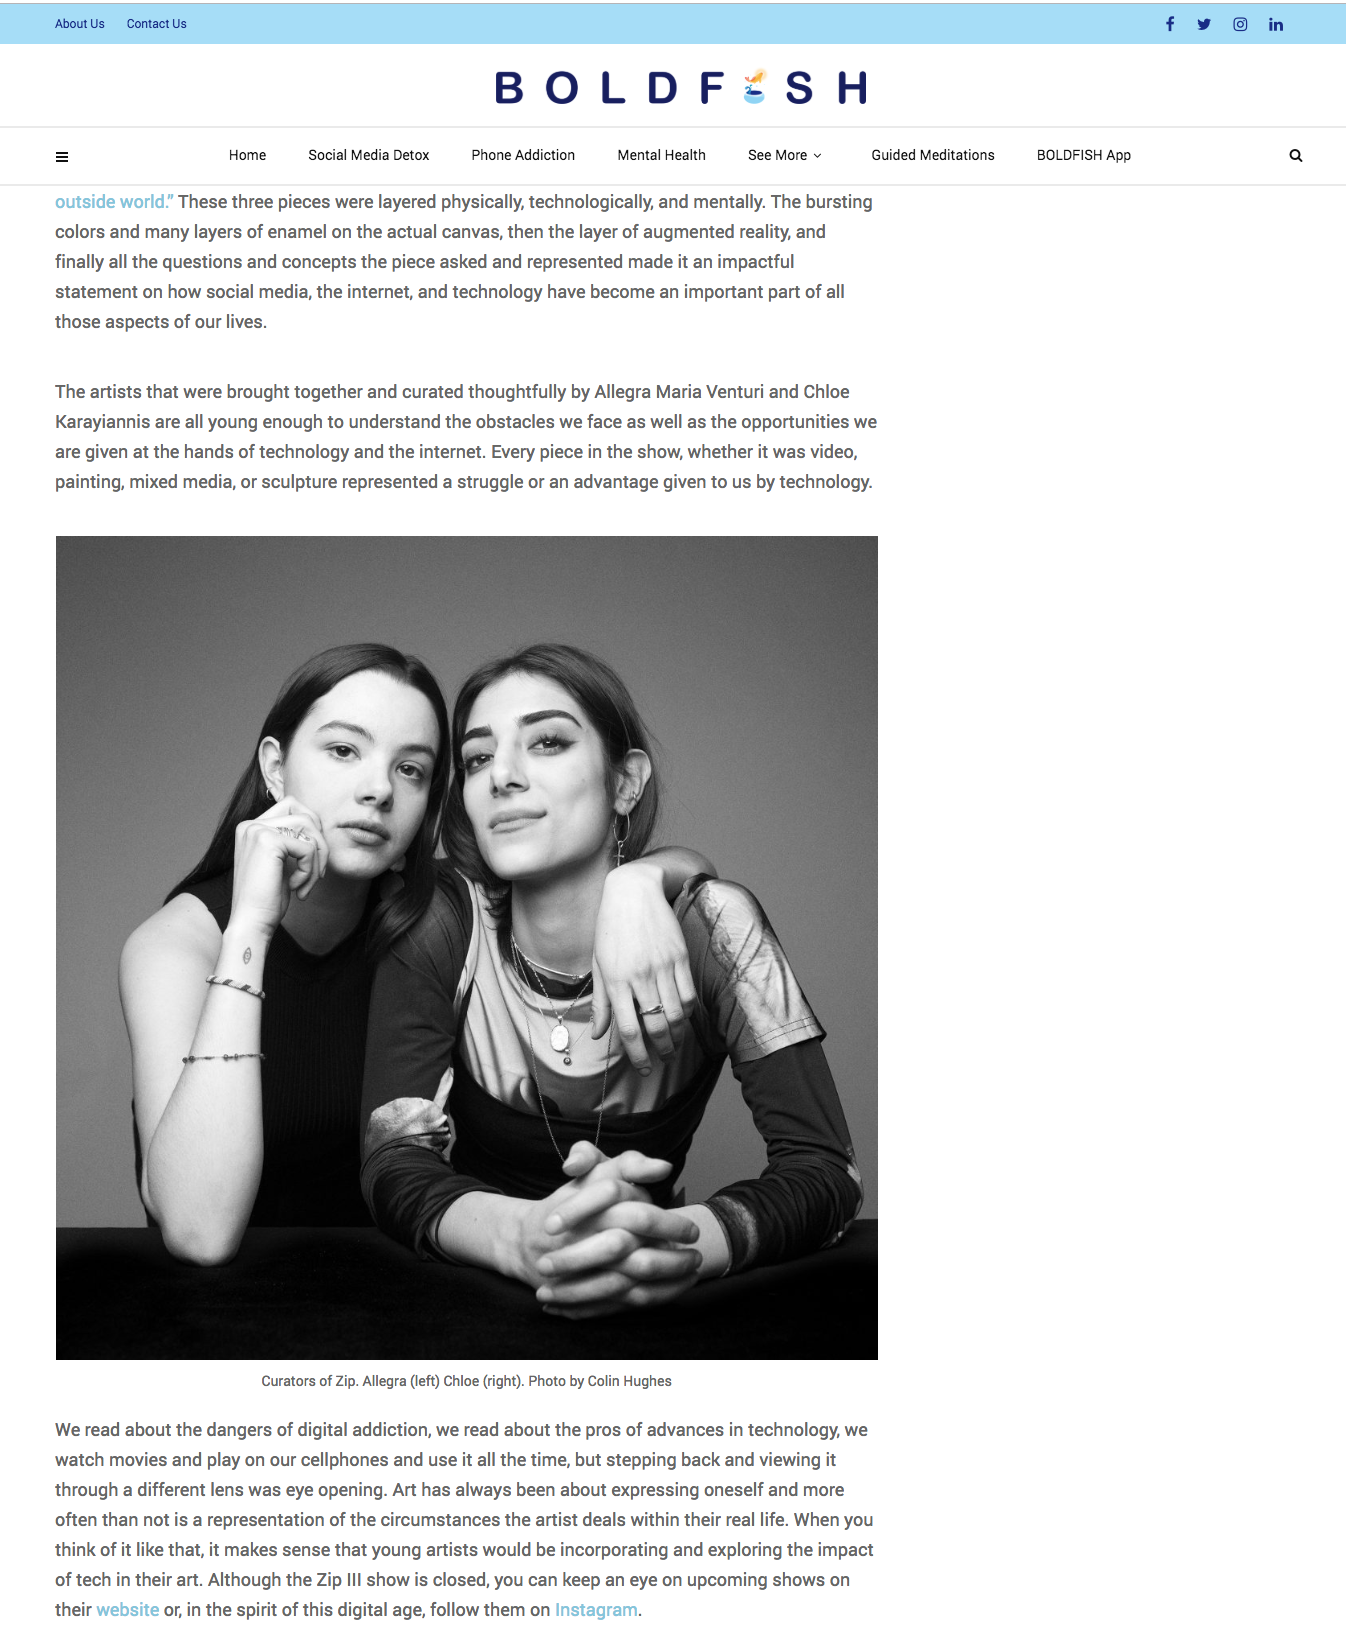 About Us Contact Us
BOLDFISH
Home Social Media Detox Phone Addiction Mental Health See More Guided Meditations BOLDFISH App
outside world.” These three pieces were layered physically, technologically, and mentally. The bursting
colors and many layers of enamel on the actual canvas, then the layer of augmented reality, and
finally all the questions and concepts the piece asked and represented made it an impactful
statement on how social media, the internet, and technology have become an important part of all
those aspects of our lives.
The artists that were brought together and curated thoughtfully by Allegra Maria Venturi and Chloe
Karayiannis are all young enough to understand the obstacles we face as well as the opportunities we
are given at the hands of technology and the internet. Every piece in the show, whether it was video,
painting, mixed media, or sculpture represented a struggle or an advantage given to us by technology.
Curators of Zip. Allegra (left) Chloe (right). Photo by Colin Hughes
We read about the dangers of digital addiction, we read about the pros of advances in technology, we
watch movies and play on our cellphones and use it all the time, but stepping back and viewing it
through a different lens was eye opening. Art has always been about expressing oneself and more
often than not is a representation of the circumstances the artist deals within their real life. When you
think of it like that, it makes sense that young artists would be incorporating and exploring the impact
of tech in their art. Although the Zip III show is closed, you can keep an eye on upcoming shows on
their website or, in the spirit of this digital age, follow them on Instagram.